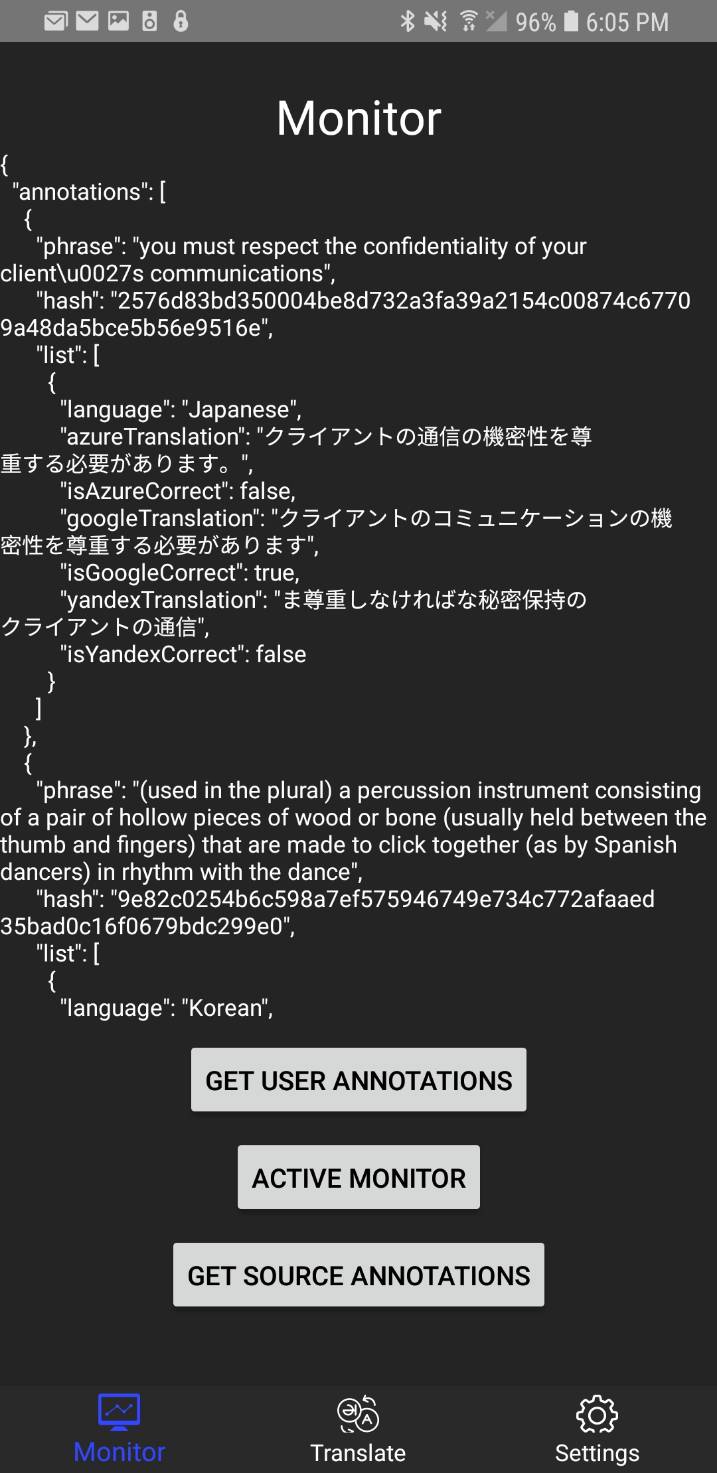 96% 6:05 PM
Monitor
{
"annotations": [
{
"phrase": "you must respect the confidentiality of your
client\u0027s communications",
"hash": "2576d83bd350004be8d732a3fa39a2154c00874c6770
9a48da5bce5b56e9516e",
"list": [
{
"language": "Japanese",
"azureTranslation": "クライアントの通信の機密性を尊
重する必要があります。",
"isAzureCorrect": false,
"googleTranslation": "クライアントのコミュニケーションの機
密性を尊重する必要があります",
"isGoogleCorrect": true,
"yandexTranslation": "ま尊重しなければな秘密保持の
クライアントの通信",
"isYandexCorrect": false
}
]
},
{
"phrase": "(used in the plural) a percussion instrument consisting
of a pair of hollow pieces of wood or bone (usually held between the
thumb and fingers) that are made to click together (as by Spanish
dancers) in rhythm with the dance",
"hash": "9e82c0254b6c598a7ef575946749e734c772afaaed
35bad0c16f0679bdc299e0",
"list": [
{
"language": "Korean",
GET USER ANNOTATIONS
ACTIVE MONITOR
GET SOURCE ANNOTATIONS
Monitor
Translate
Settings